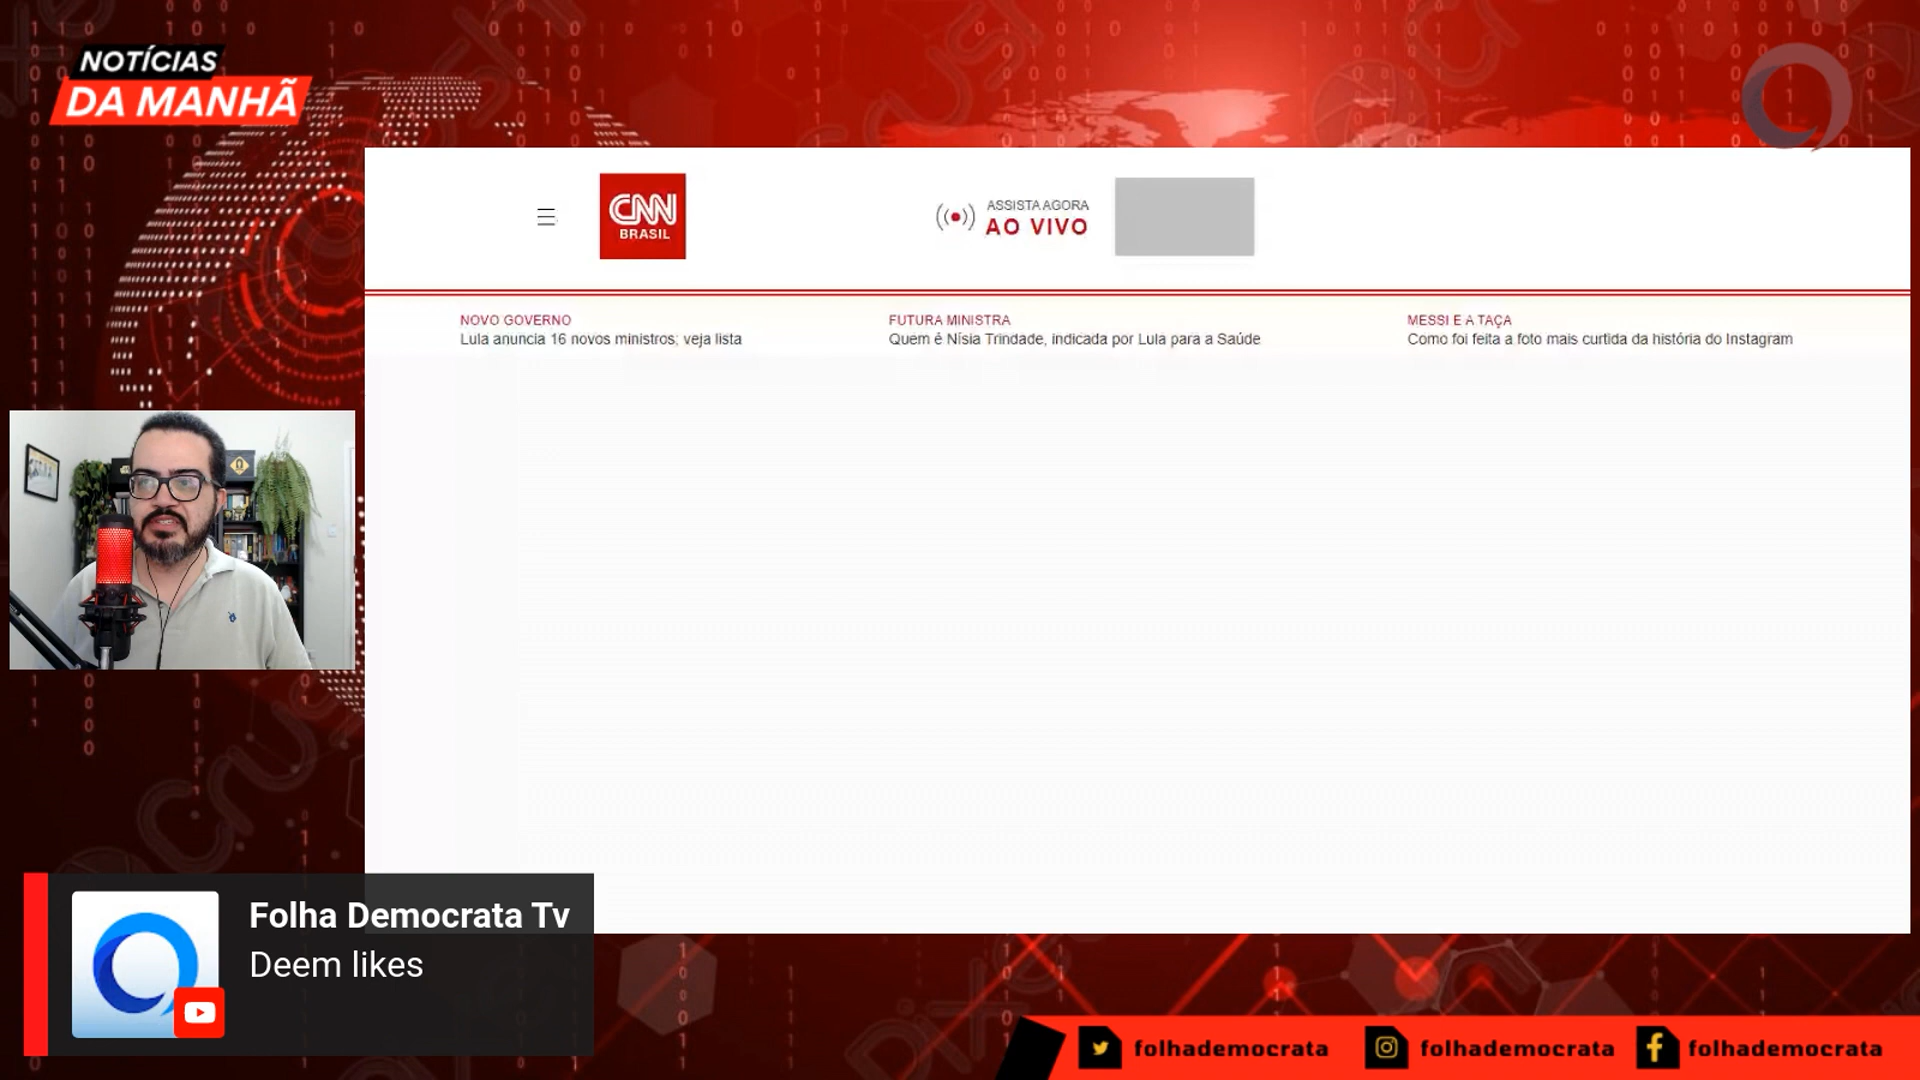 NOTÍCIAS
DA MANHÃ
CNN
BRASIL
ASSISTA AGORA
AO VIVO
NOVO GOVERNO
Lula anuncia 16 novos ministros; veja lista
FUTURA MINISTRA
Quem é Nísia Trindade, indicada por Lula para a Saúde
MESSI E A TAÇA
Como foi feita a foto mais curtida da história do Instagram
Folha Democrata Tv
Deem likes
folhademocrata
folhademocrata
folhademocrata